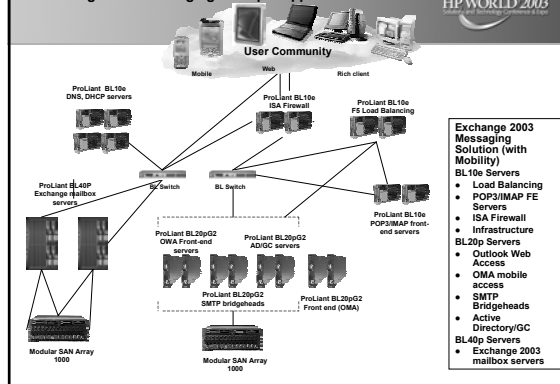 HP WORLD 2003
Solutions and Technology Conference & Expo
User Community
Mobile
Web
Rich client
ProLiant BL10e
DNS, DHCP servers
ProLiant BL10e
ISA Firewall
ProLiant BL10e
F5 Load Balancing
BL Switch
BL Switch
ProLiant BL40P
Exchange mailbox
servers
ProLiant BL10e
POP3/IMAP front-
end servers
ProLiant BL20pG2
OWA Front-end
servers
ProLiant BL20pG2
AD/GC servers
ProLiant BL20pG2
SMTP bridgeheads
ProLiant BL20pG2
Front end (OMA)
Modular SAN Array
1000
Modular SAN Array
1000
Exchange 2003
Messaging
Solution (with
Mobility)
BL10e Servers
• Load Balancing
• POP3/IMAP FE
Servers
• ISA Firewall
• Infrastructure
BL20p Servers
• Outlook Web
Access
• OMA mobile
access
• SMTP
Bridgeheads
• Active
Directory/GC
BL40p Servers
• Exchange 2003
mailbox servers